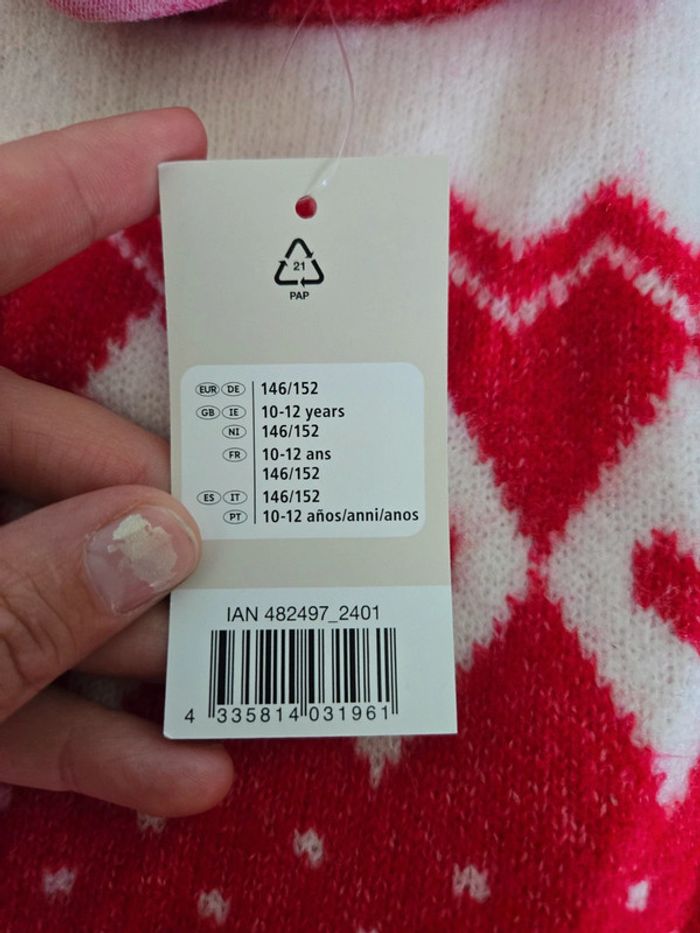 21
PAP
EUR DE 146/152
GB IE 10-12 years
NI 146/152
FR 10-12 ans
146/152
ES IT 146/152
PT 10-12 años/anni/anos
IAN 482497_2401
4 335814 031961